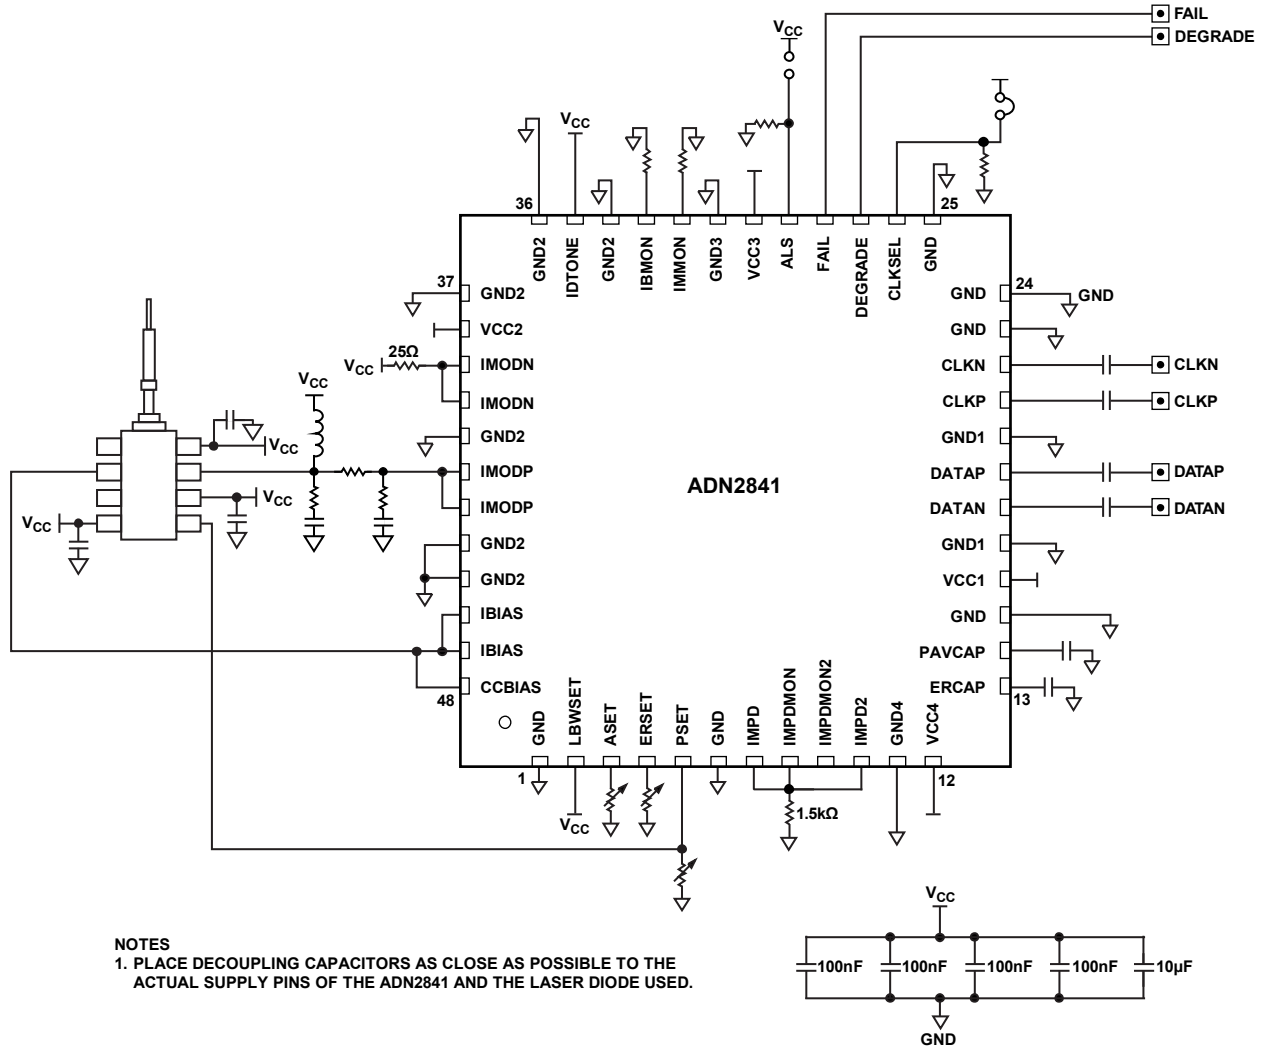 FAIL
DEGRADE
VCC
VCC
36
25
GND2
IDTONE
GND2
IBMON
IMMON
GND3
VCC3
ALS
FAIL
DEGRADE
CLKSEL
GND
37
GND2
VCC2
VCC
25Ω
IMODN
IMODN
GND2
IMODP
IMODP
GND2
GND2
IBIAS
IBIAS
CCBIAS
48
VCC
VCC
VCC
VCC
ADN2841
24
GND
GND
GND
CLKN
CLKN
CLKP
CLKP
GND1
DATAP
DATAP
DATAN
DATAN
GND1
VCC1
GND
PAVCAP
ERCAP
13
GND
LBWSET
ASET
ERSET
PSET
GND
IMPD
IMPDMON
IMPDMON2
IMPD2
GND4
VCC4
1
12
VCC
1.5kΩ
NOTES
1. PLACE DECOUPLING CAPACITORS AS CLOSE AS POSSIBLE TO THE
ACTUAL SUPPLY PINS OF THE ADN2841 AND THE LASER DIODE USED.
VCC
100nF
100nF
100nF
100nF
10µF
GND